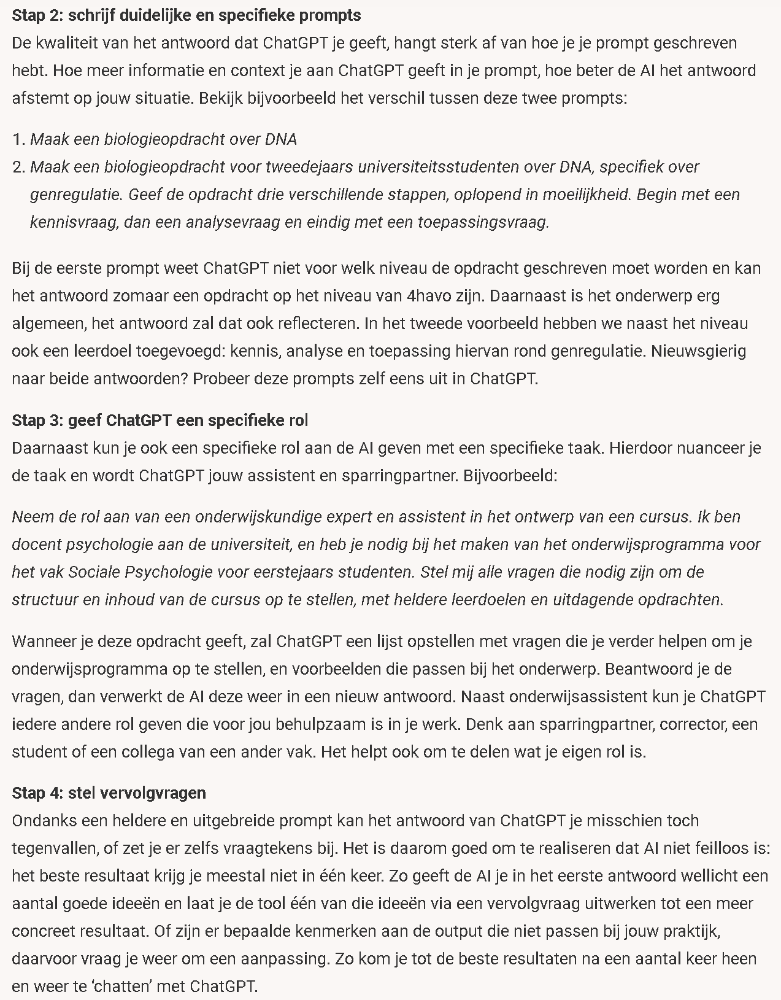 Stap 2: schrijf duidelijke en specifieke prompts
De kwaliteit van het antwoord dat ChatGPT je geeft, hangt sterk af van hoe je je prompt geschreven
hebt. Hoe meer informatie en context je aan ChatGPT geeft in je prompt, hoe beter de AI het antwoord
afstemt op jouw situatie. Bekijk bijvoorbeeld het verschil tussen deze twee prompts:
1. Maak een biologieopdracht over DNA
2. Maak een biologieopdracht voor tweedejaars universiteitsstudenten over DNA, specifiek over
genregulatie. Geef de opdracht drie verschillende stappen, oplopend in moeilijkheid. Begin met een
kennisvraag, dan een analysevraag en eindig met een toepassingsvraag.
Bij de eerste prompt weet ChatGPT niet voor welk niveau de opdracht geschreven moet worden en kan
het antwoord zomaar een opdracht op het niveau van 4havo zijn. Daarnaast is het onderwerp erg
algemeen, het antwoord zal dat ook reflecteren. In het tweede voorbeeld hebben we naast het niveau
ook een leerdoel toegevoegd: kennis, analyse en toepassing hiervan rond genregulatie. Nieuwsgierig
naar beide antwoorden? Probeer deze prompts zelf eens uit in ChatGPT.
Stap 3: geef ChatGPT een specifieke rol
Daarnaast kun je ook een specifieke rol aan de AI geven met een specifieke taak. Hierdoor nuanceer je
de taak en wordt ChatGPT jouw assistent en sparringpartner. Bijvoorbeeld:
Neem de rol aan van een onderwijskundige expert en assistent in het ontwerp van een cursus. Ik ben
docent psychologie aan de universiteit, en heb je nodig bij het maken van het onderwijsprogramma voor
het vak Sociale Psychologie voor eerstejaars studenten. Stel mij alle vragen die nodig zijn om de
structuur en inhoud van de cursus op te stellen, met heldere leerdoelen en uitdagende opdrachten.
Wanneer je deze opdracht geeft, zal ChatGPT een lijst opstellen met vragen die je verder helpen om je
onderwijsprogramma op te stellen, en voorbeelden die passen bij het onderwerp. Beantwoord je de
vragen, dan verwerkt de AI deze weer in een nieuw antwoord. Naast onderwijsassistent kun je ChatGPT
iedere andere rol geven die voor jou behulpzaam is in je werk. Denk aan sparringpartner, corrector, een
student of een collega van een ander vak. Het helpt ook om te delen wat je eigen rol is.
Stap 4: stel vervolgvragen
Ondanks een heldere en uitgebreide prompt kan het antwoord van ChatGPT je misschien toch
tegenvallen, of zet je er zelfs vraagtekens bij. Het is daarom goed om te realiseren dat AI niet feilloos is:
het beste resultaat krijg je meestal niet in één keer. Zo geeft de AI je in het eerste antwoord wellicht een
aantal goede ideeën en laat je de tool één van die ideeën via een vervolgvraag uitwerken tot een meer
concreet resultaat. Of zijn er bepaalde kenmerken aan de output die niet passen bij jouw praktijk,
daarvoor vraag je weer om een aanpassing. Zo kom je tot de beste resultaten na een aantal keer heen
en weer te ‘chatten’ met ChatGPT.